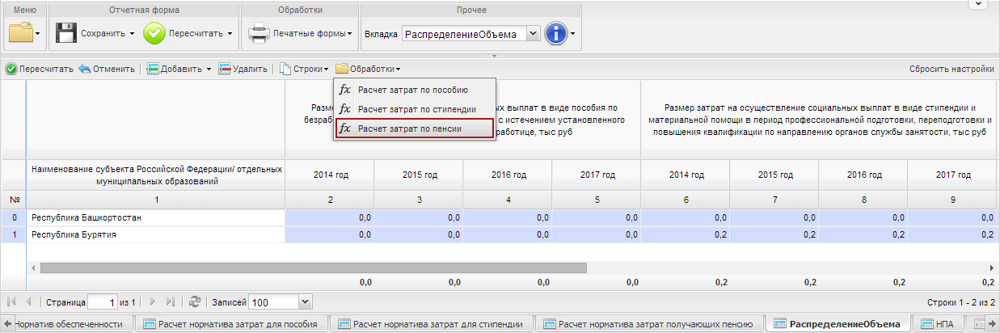 Меню Отчетная форма Обработки Прочее
Сохранить Пересчитать Печатные формы Вкладка РаспределениеОбъема
Пересчитать Отменить Добавить Удалить Строки Обработки Сбросить настройки
fx Расчет затрат по пособию
fx Расчет затрат по стипендии
fx Расчет затрат по пенсии
х выплат в виде пособия по
с истечением установленного
Размер затрат на осуществление социальных выплат в виде стипендии и
материальной помощи в период профессиональной подготовки, переподготовки и
повышения квалификации по направлению органов службы занятости, тыс руб
тыс руб
Наименование субъекта Российской Федерации/ отдельных
муниципальных образований
2014 год 2015 год 2016 год 2017 год 2014 год 2015 год 2016 год 2017 год
№ 1 2 3 4 5 6 7 8 9
0 Республика Башкортостан 0,0 0,0 0,0 0,0 0,0 0,0 0,0 0,0
1 Республика Бурятия 0,0 0,0 0,0 0,0 0,2 0,2 0,2 0,2
0,0 0,0 0,0 0,0 0,2 0,2 0,2 0,2
Страница 1 из 1 Записей 100 Строки 1 - 2 из 2
Норматив обеспеченности Расчет норматива затрат для пособия Расчет норматива затрат для стипендии Расчет норматива затрат получающих пенсию РаспределениеОбъема НПА